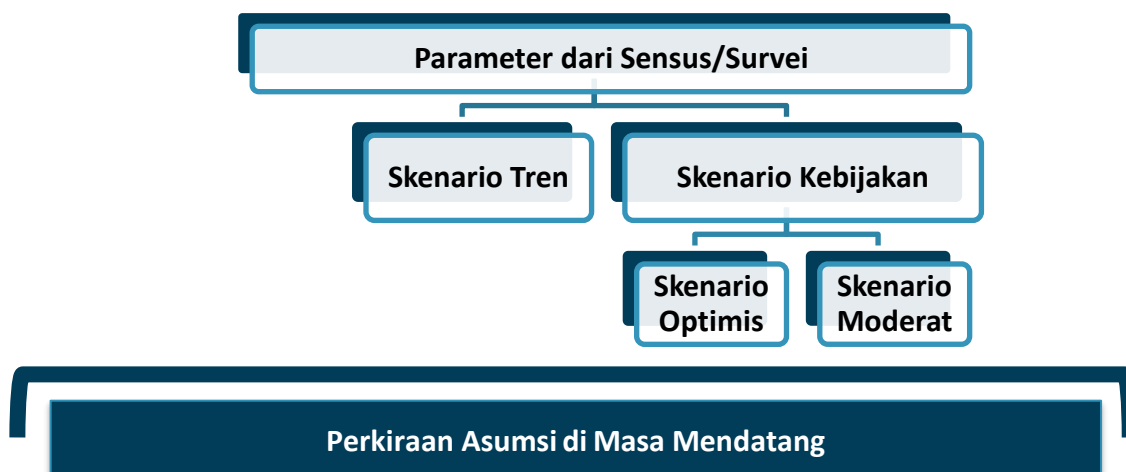 Parameter dari Sensus/Survei
Skenario Tren
Skenario Kebijakan
Skenario
Optimis
Skenario
Moderat
Perkiraan Asumsi di Masa Mendatang